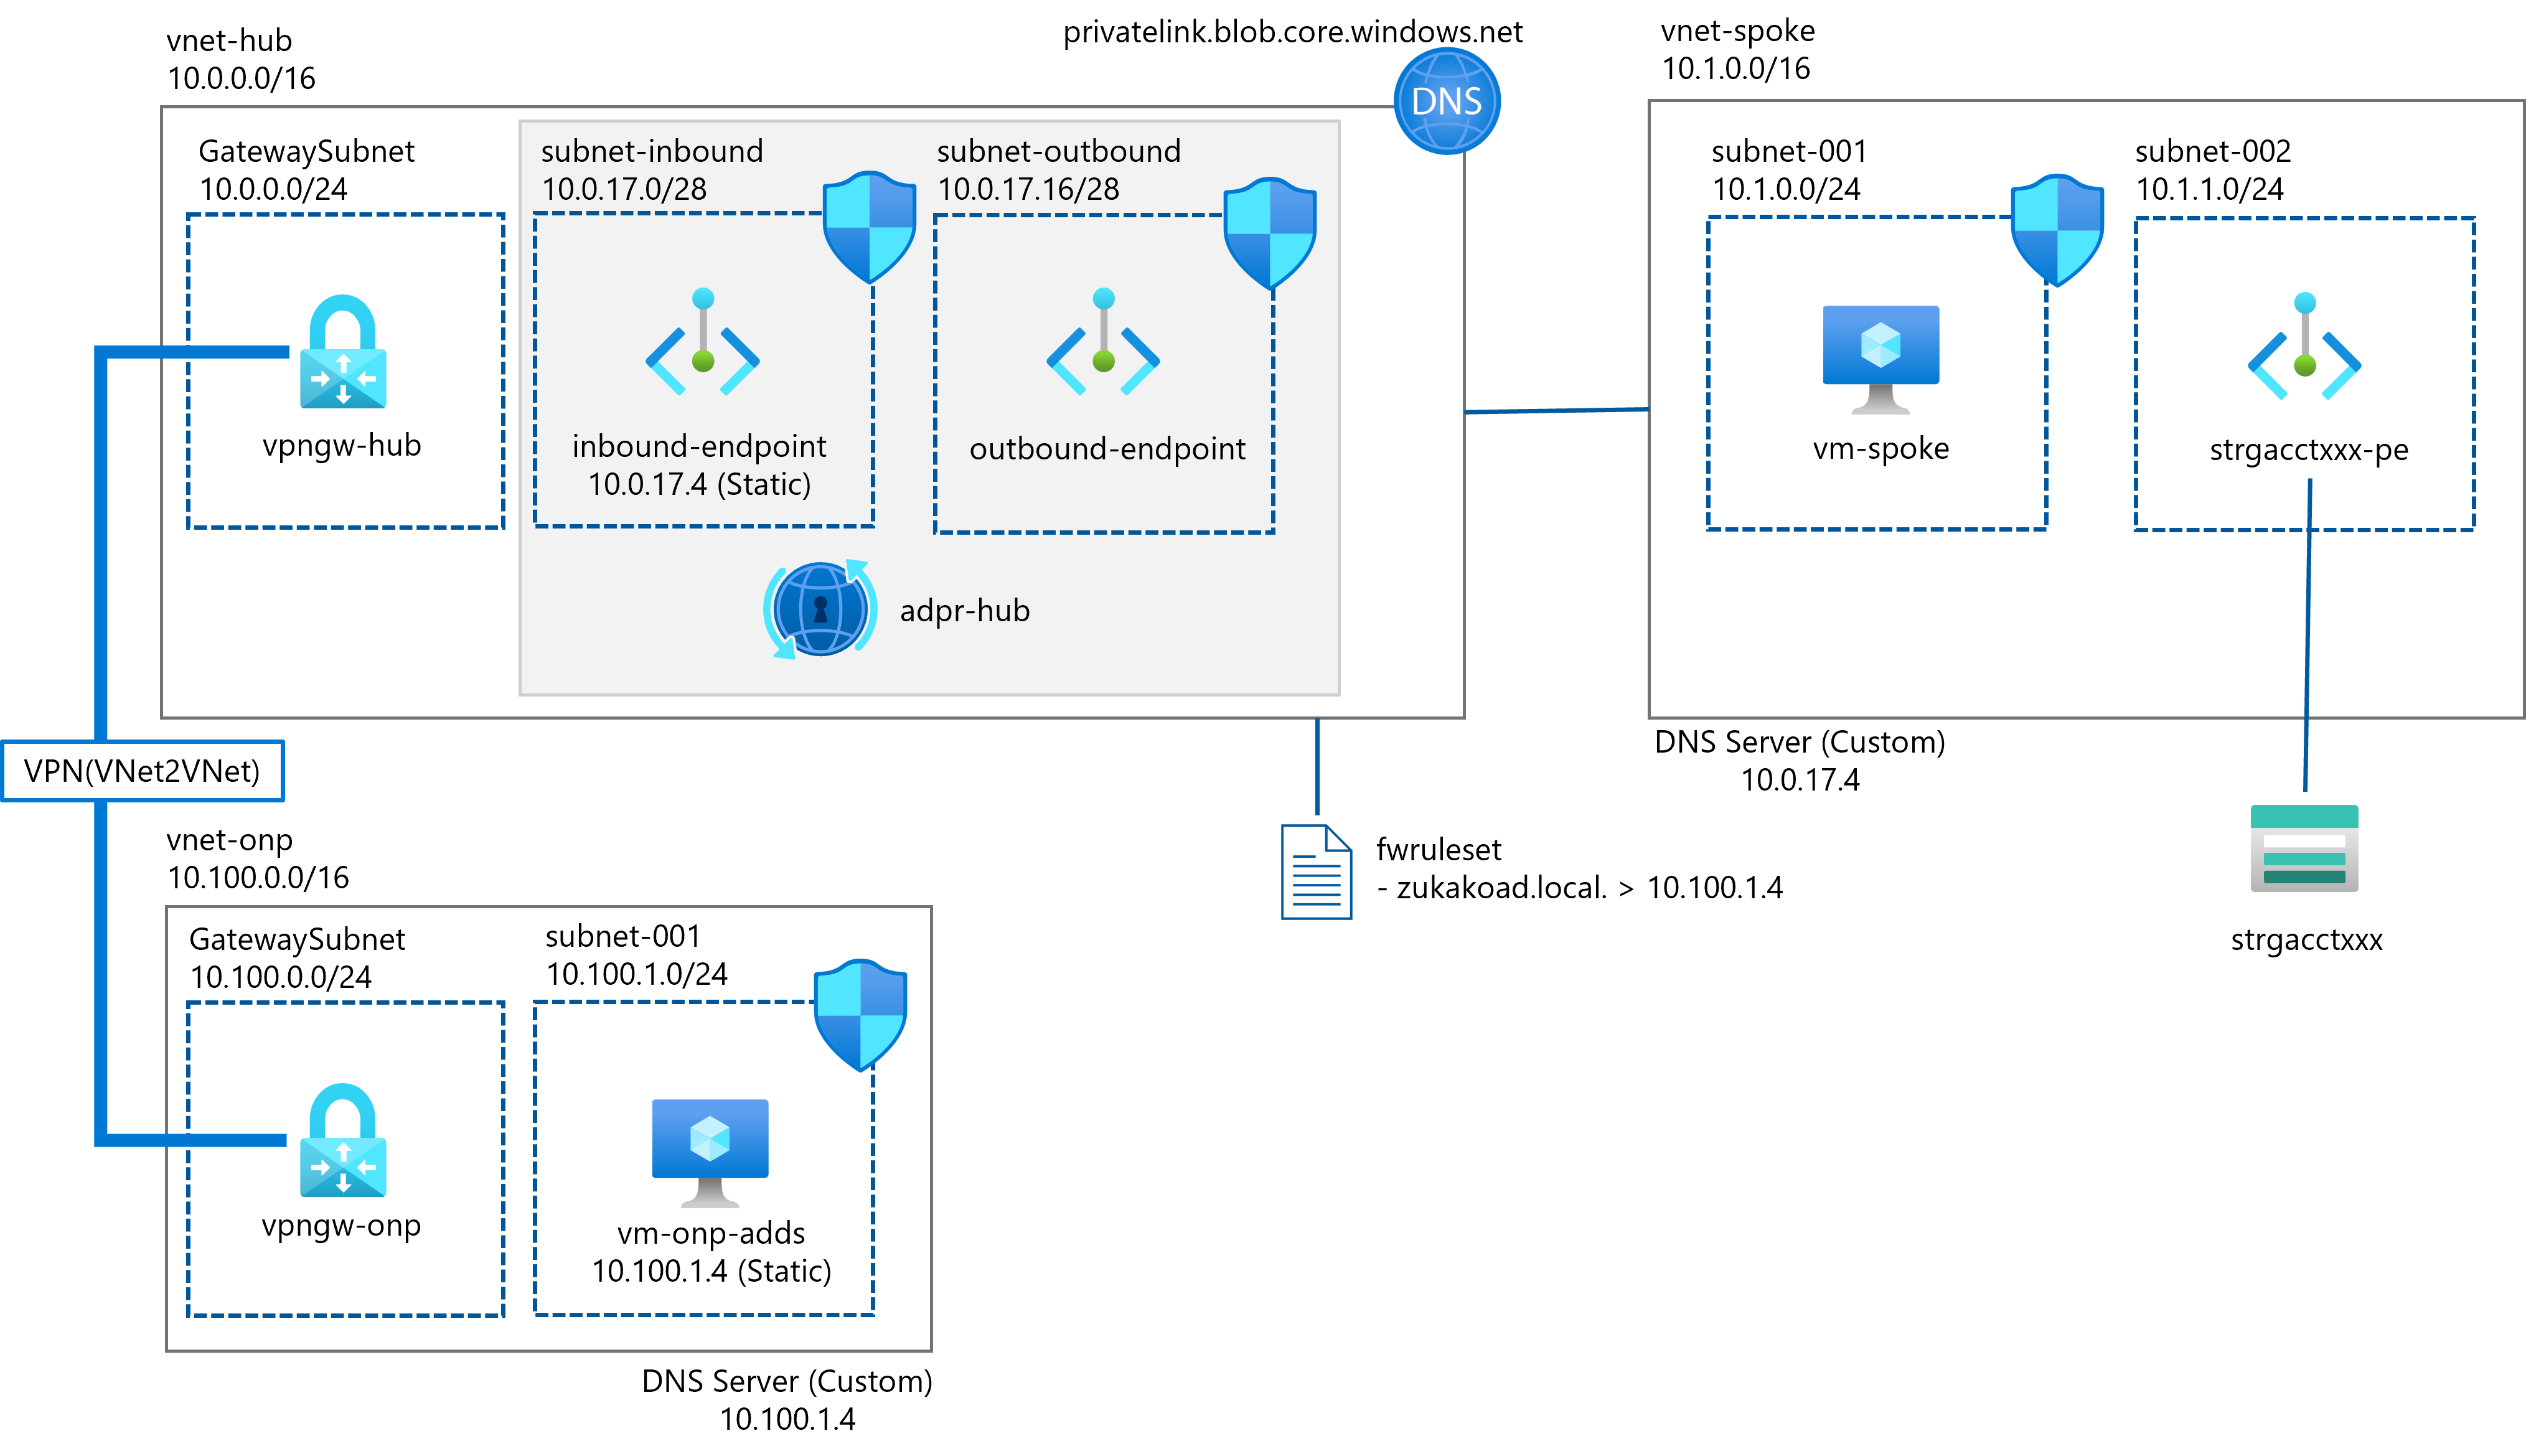 vnet-hub
10.0.0.0/16
privatelink.blob.core.windows.net
DNS
vnet-spoke
10.1.0.0/16
GatewaySubnet
10.0.0.0/24
subnet-inbound
10.0.17.0/28
subnet-outbound
10.0.17.16/28
subnet-001
10.1.0.0/24
subnet-002
10.1.1.0/24
vpngw-hub
inbound-endpoint
10.0.17.4 (Static)
outbound-endpoint
vm-spoke
strgacctxxx-pe
adpr-hub
DNS Server (Custom)
10.0.17.4
VPN(VNet2VNet)
vnet-onp
10.100.0.0/16
fwruleset
- zukakoad.local. > 10.100.1.4
strgacctxxx
GatewaySubnet
10.100.0.0/24
subnet-001
10.100.1.0/24
vpngw-onp
vm-onp-adds
10.100.1.4 (Static)
DNS Server (Custom)
10.100.1.4